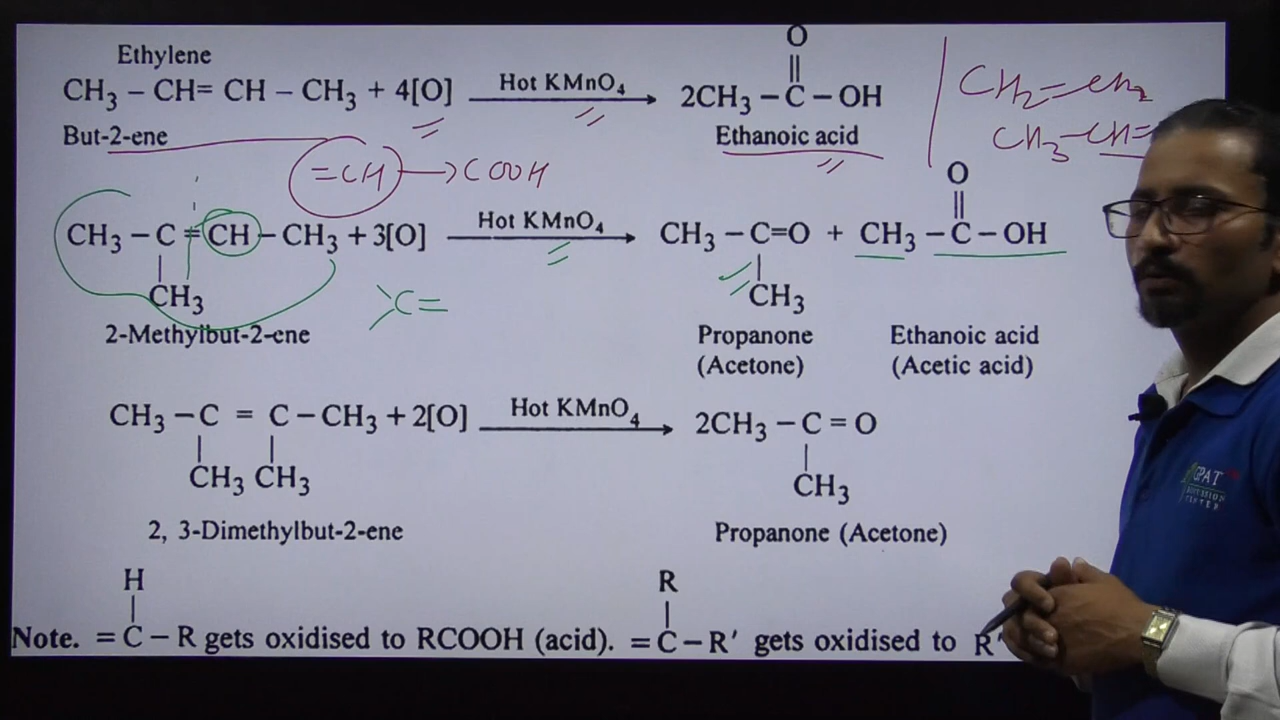 Ethylene
CH₃ – CH= CH – CH₃ + 4[O] Hot KMnO₄ 2CH₃ – C – OH
O
But-2-ene Ethanoic acid
CH₂=CH₂
CH₃–CH=
=CH → COOH
CH₃ – C = CH – CH₃ + 3[O] Hot KMnO₄ CH₃ – C=O + CH₃ – C – OH
O
CH₃ CH₃
C=
2-Methylbut-2-ene Propanone Ethanoic acid
(Acetone) (Acetic acid)
CH₃ – C = C – CH₃ + 2[O] Hot KMnO₄ 2CH₃ – C = O
CH₃ CH₃ CH₃
2, 3-Dimethylbut-2-ene Propanone (Acetone)
H R
Note. = C – R gets oxidised to RCOOH (acid). = C – R′ gets oxidised to R′
GPAT
DISCUSSION
CENTER